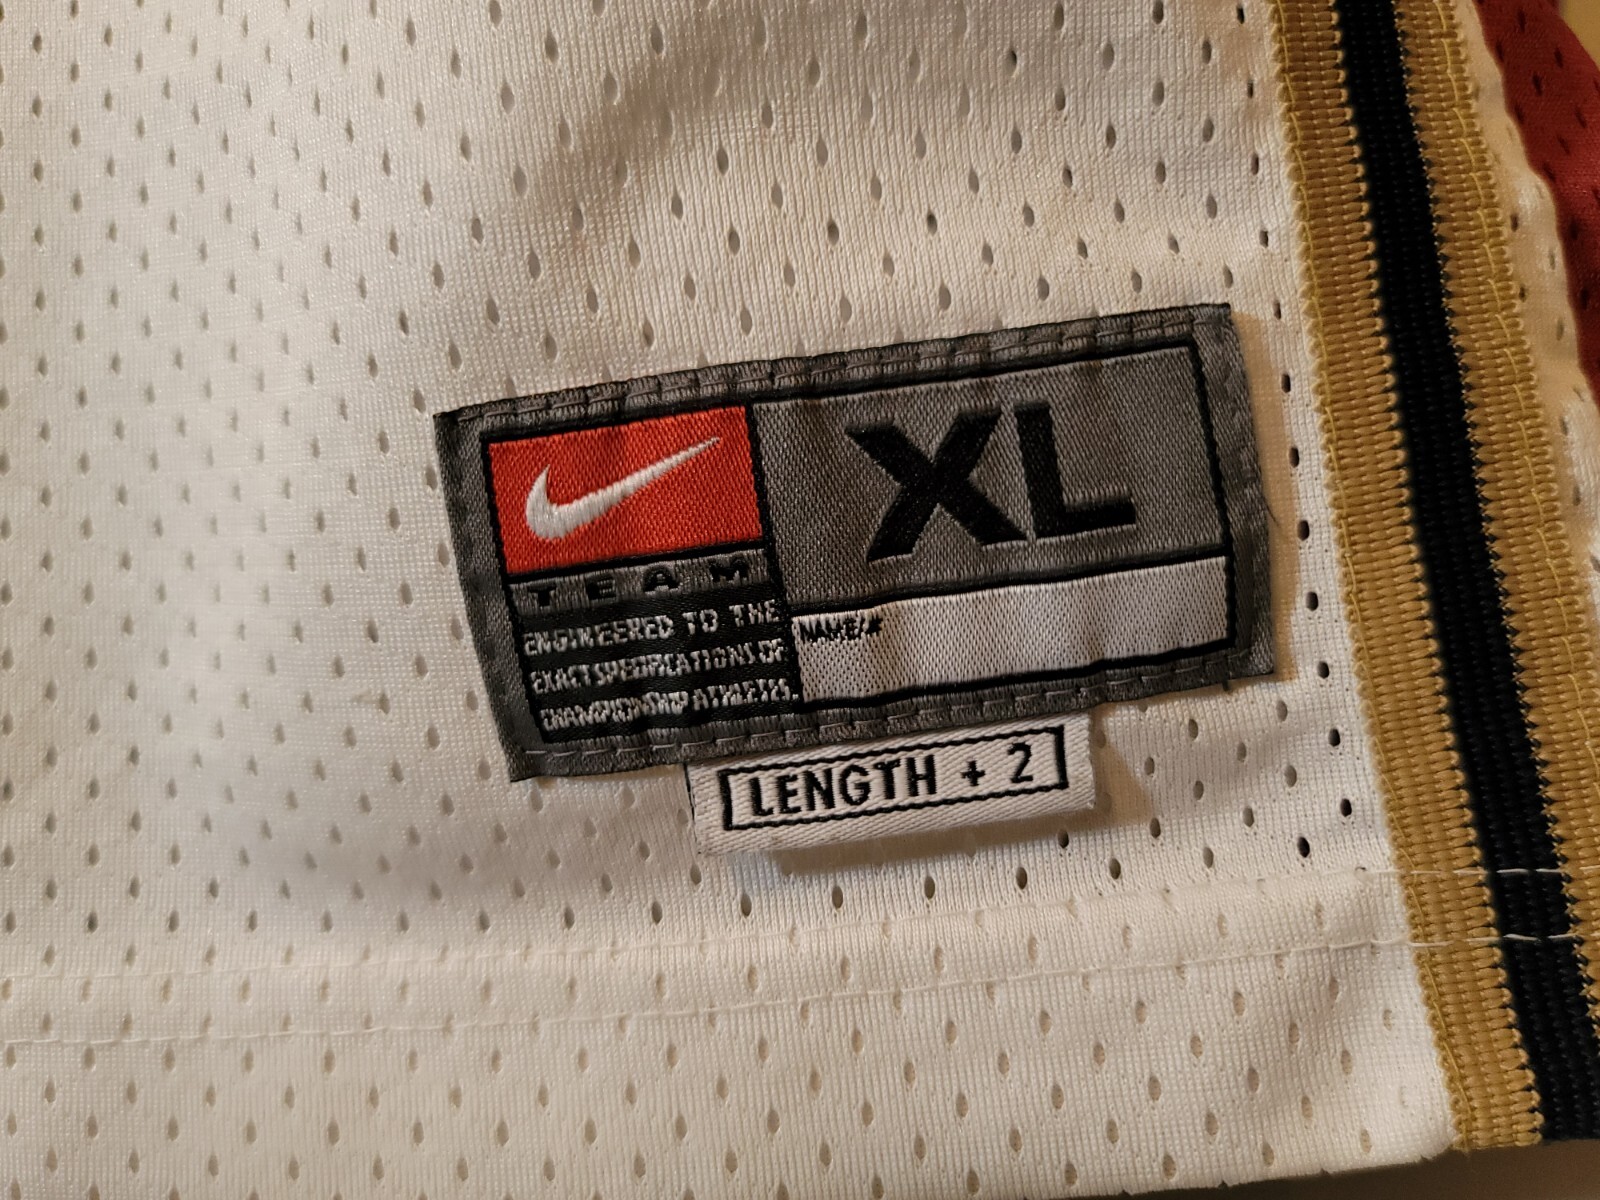 XL
TEAM
ENGINEERED TO THE
EXACT SPECIFICATIONS OF
CHAMPIONSHIP ATHLETES.
NAME/#
LENGTH + 2